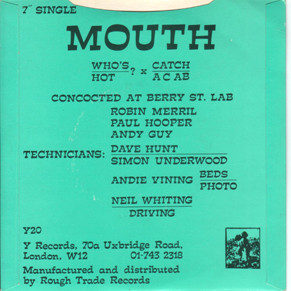 7" SINGLE
MOUTH
WHO'S ? x CATCH
HOT A C AB
CONCOCTED AT BERRY ST. LAB
ROBIN MERRIL
PAUL HOOPER
ANDY GUY
TECHNICIANS: DAVE HUNT
SIMON UNDERWOOD
ANDIE VINING BEDS
PHOTO
NEIL WHITING
DRIVING
Y20
Y Records, 70a Uxbridge Road,
London, W12 01-743 2318
Manufactured and distributed
by Rough Trade Records